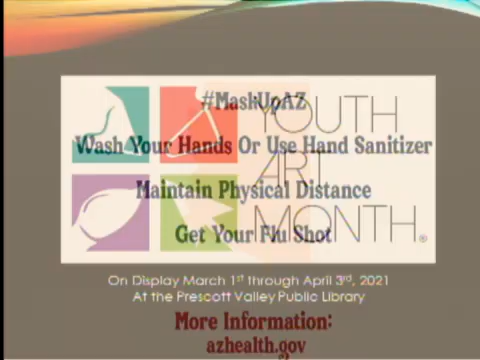 #MaskUpAZ
YOUTH
Wash Your Hands Or Use Hand Sanitizer
ART
Maintain Physical Distance
MONTH®
Get Your Flu Shot
On Display March 1st through April 3rd, 2021
At the Prescott Valley Public Library
More Information:
azhealth.gov